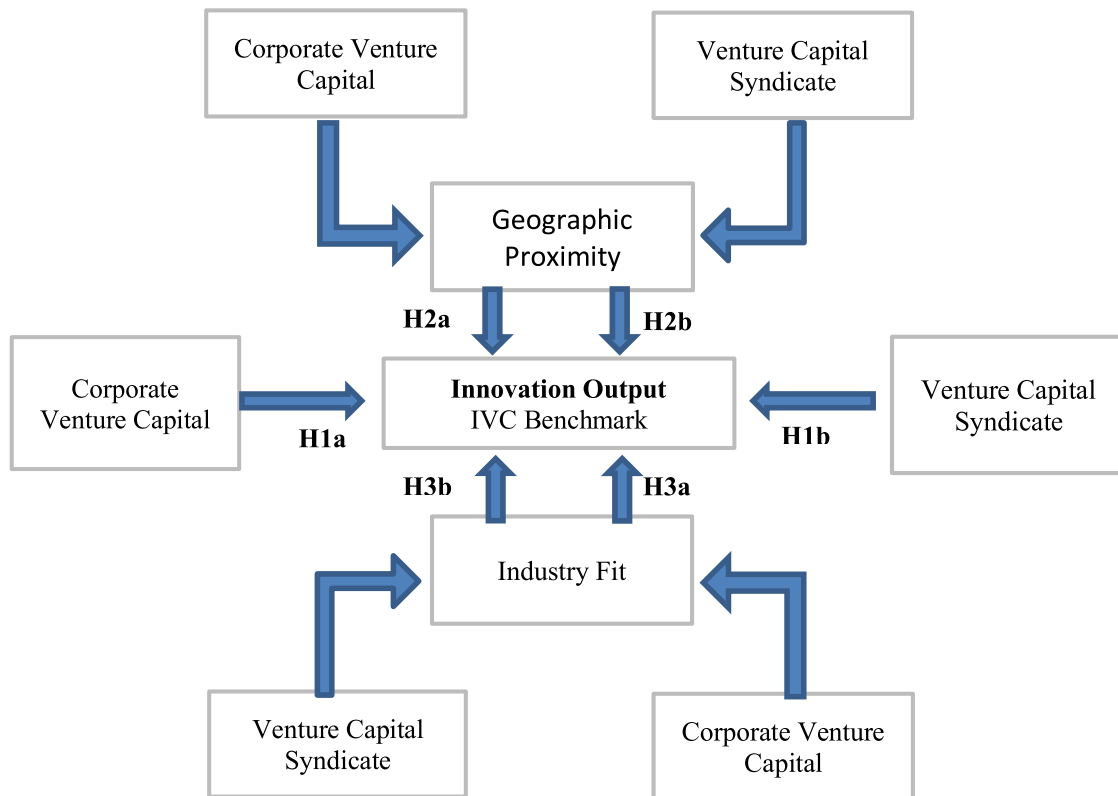 Corporate Venture
Capital
Venture Capital
Syndicate
Geographic
Proximity
H2a
H2b
Corporate
Venture Capital
H1a
Innovation Output
IVC Benchmark
H1b
Venture Capital
Syndicate
H3b
H3a
Industry Fit
Venture Capital
Syndicate
Corporate Venture
Capital